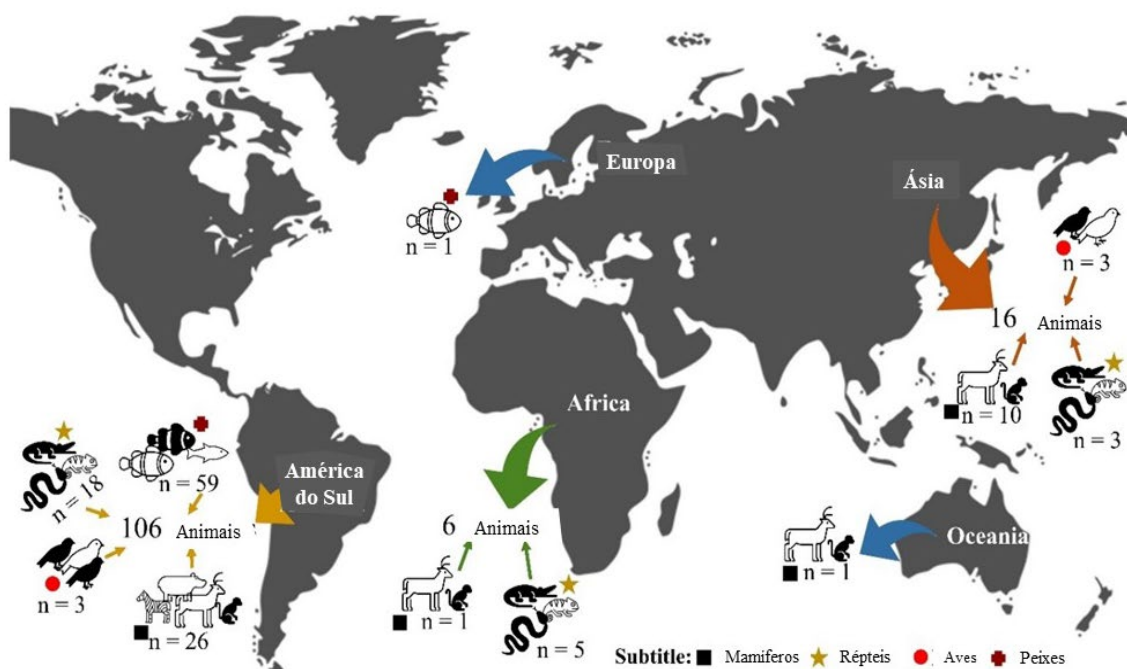 Europa
n = 1
Ásia
n = 3
16 Animais
n = 10
n = 3
Africa
6 Animais
n = 1
n = 5
América
do Sul
n = 18
n = 59
106 Animais
n = 3
n = 26
Oceania
n = 1
Subtitle: Mamiferos Répteis Aves Peixes